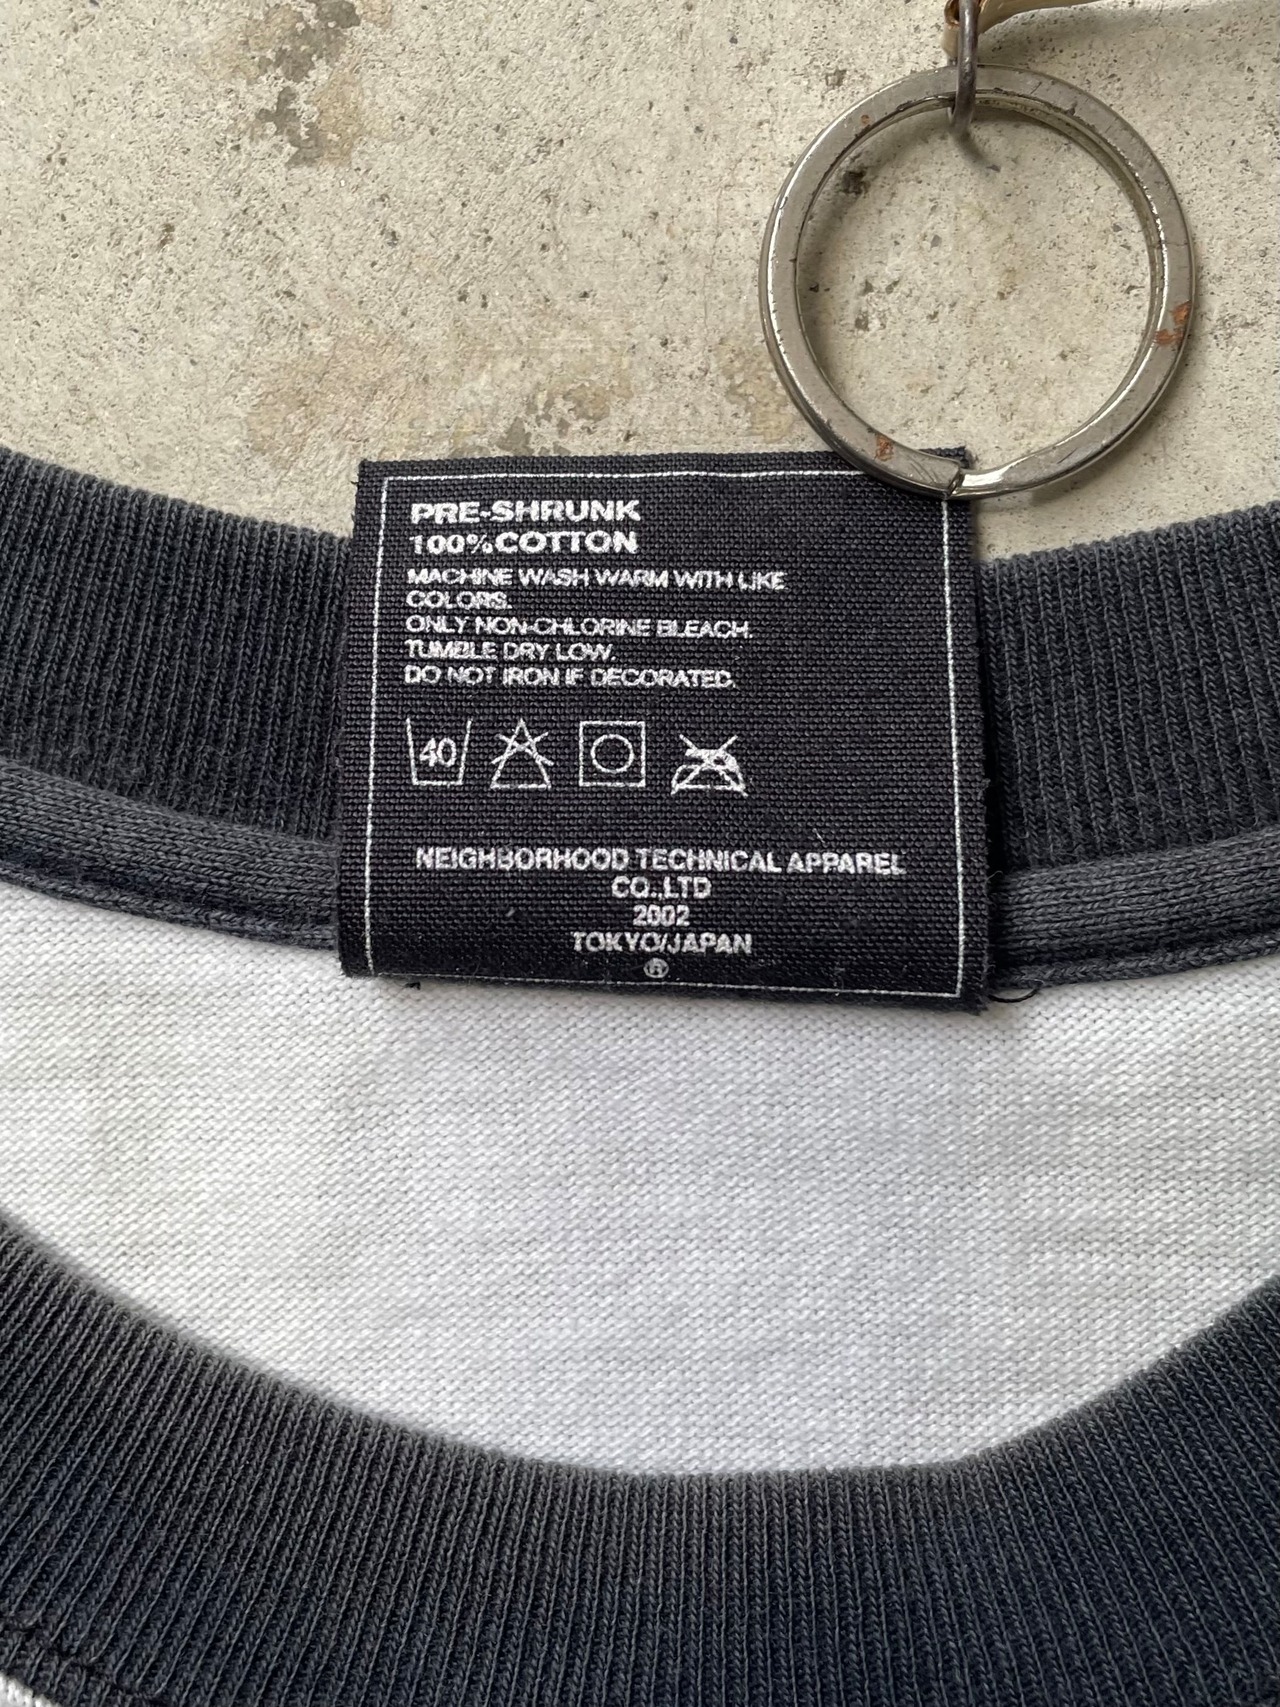 PRE-SHRUNK
100%COTTON
MACHINE WASH WARM WITH LIKE
COLORS.
ONLY NON-CHLORINE BLEACH.
TUMBLE DRY LOW.
DO NOT IRON IF DECORATED.
40
NEIGHBORHOOD TECHNICAL APPAREL
CO.,LTD
2002
TOKYO/JAPAN
®